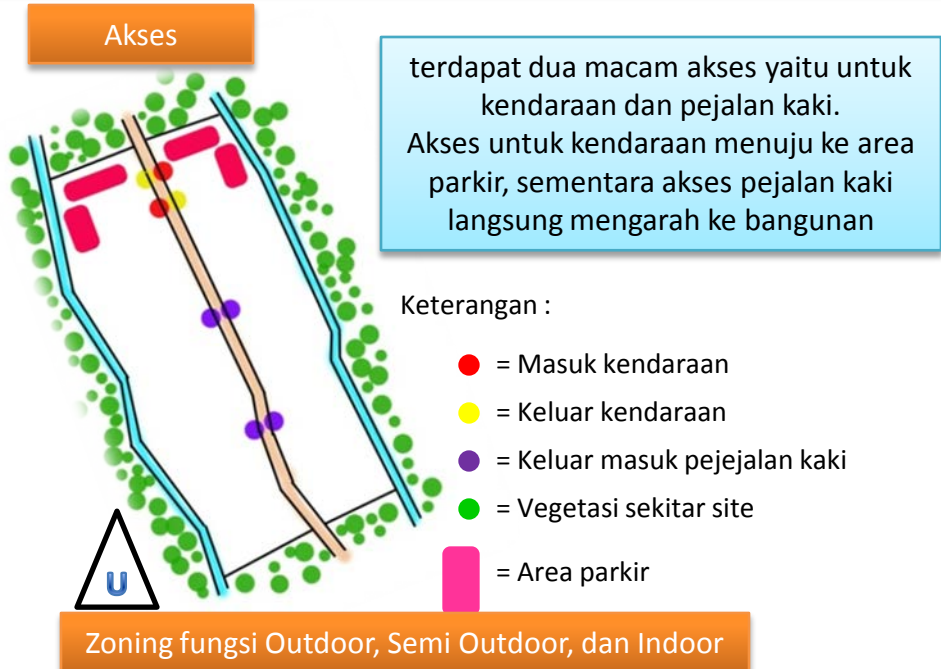 Akses
terdapat dua macam akses yaitu untuk
kendaraan dan pejalan kaki.
Akses untuk kendaraan menuju ke area
parkir, sementara akses pejalan kaki
langsung mengarah ke bangunan
Keterangan :
= Masuk kendaraan
= Keluar kendaraan
= Keluar masuk pejejalan kaki
= Vegetasi sekitar site
= Area parkir
U
Zoning fungsi Outdoor, Semi Outdoor, dan Indoor